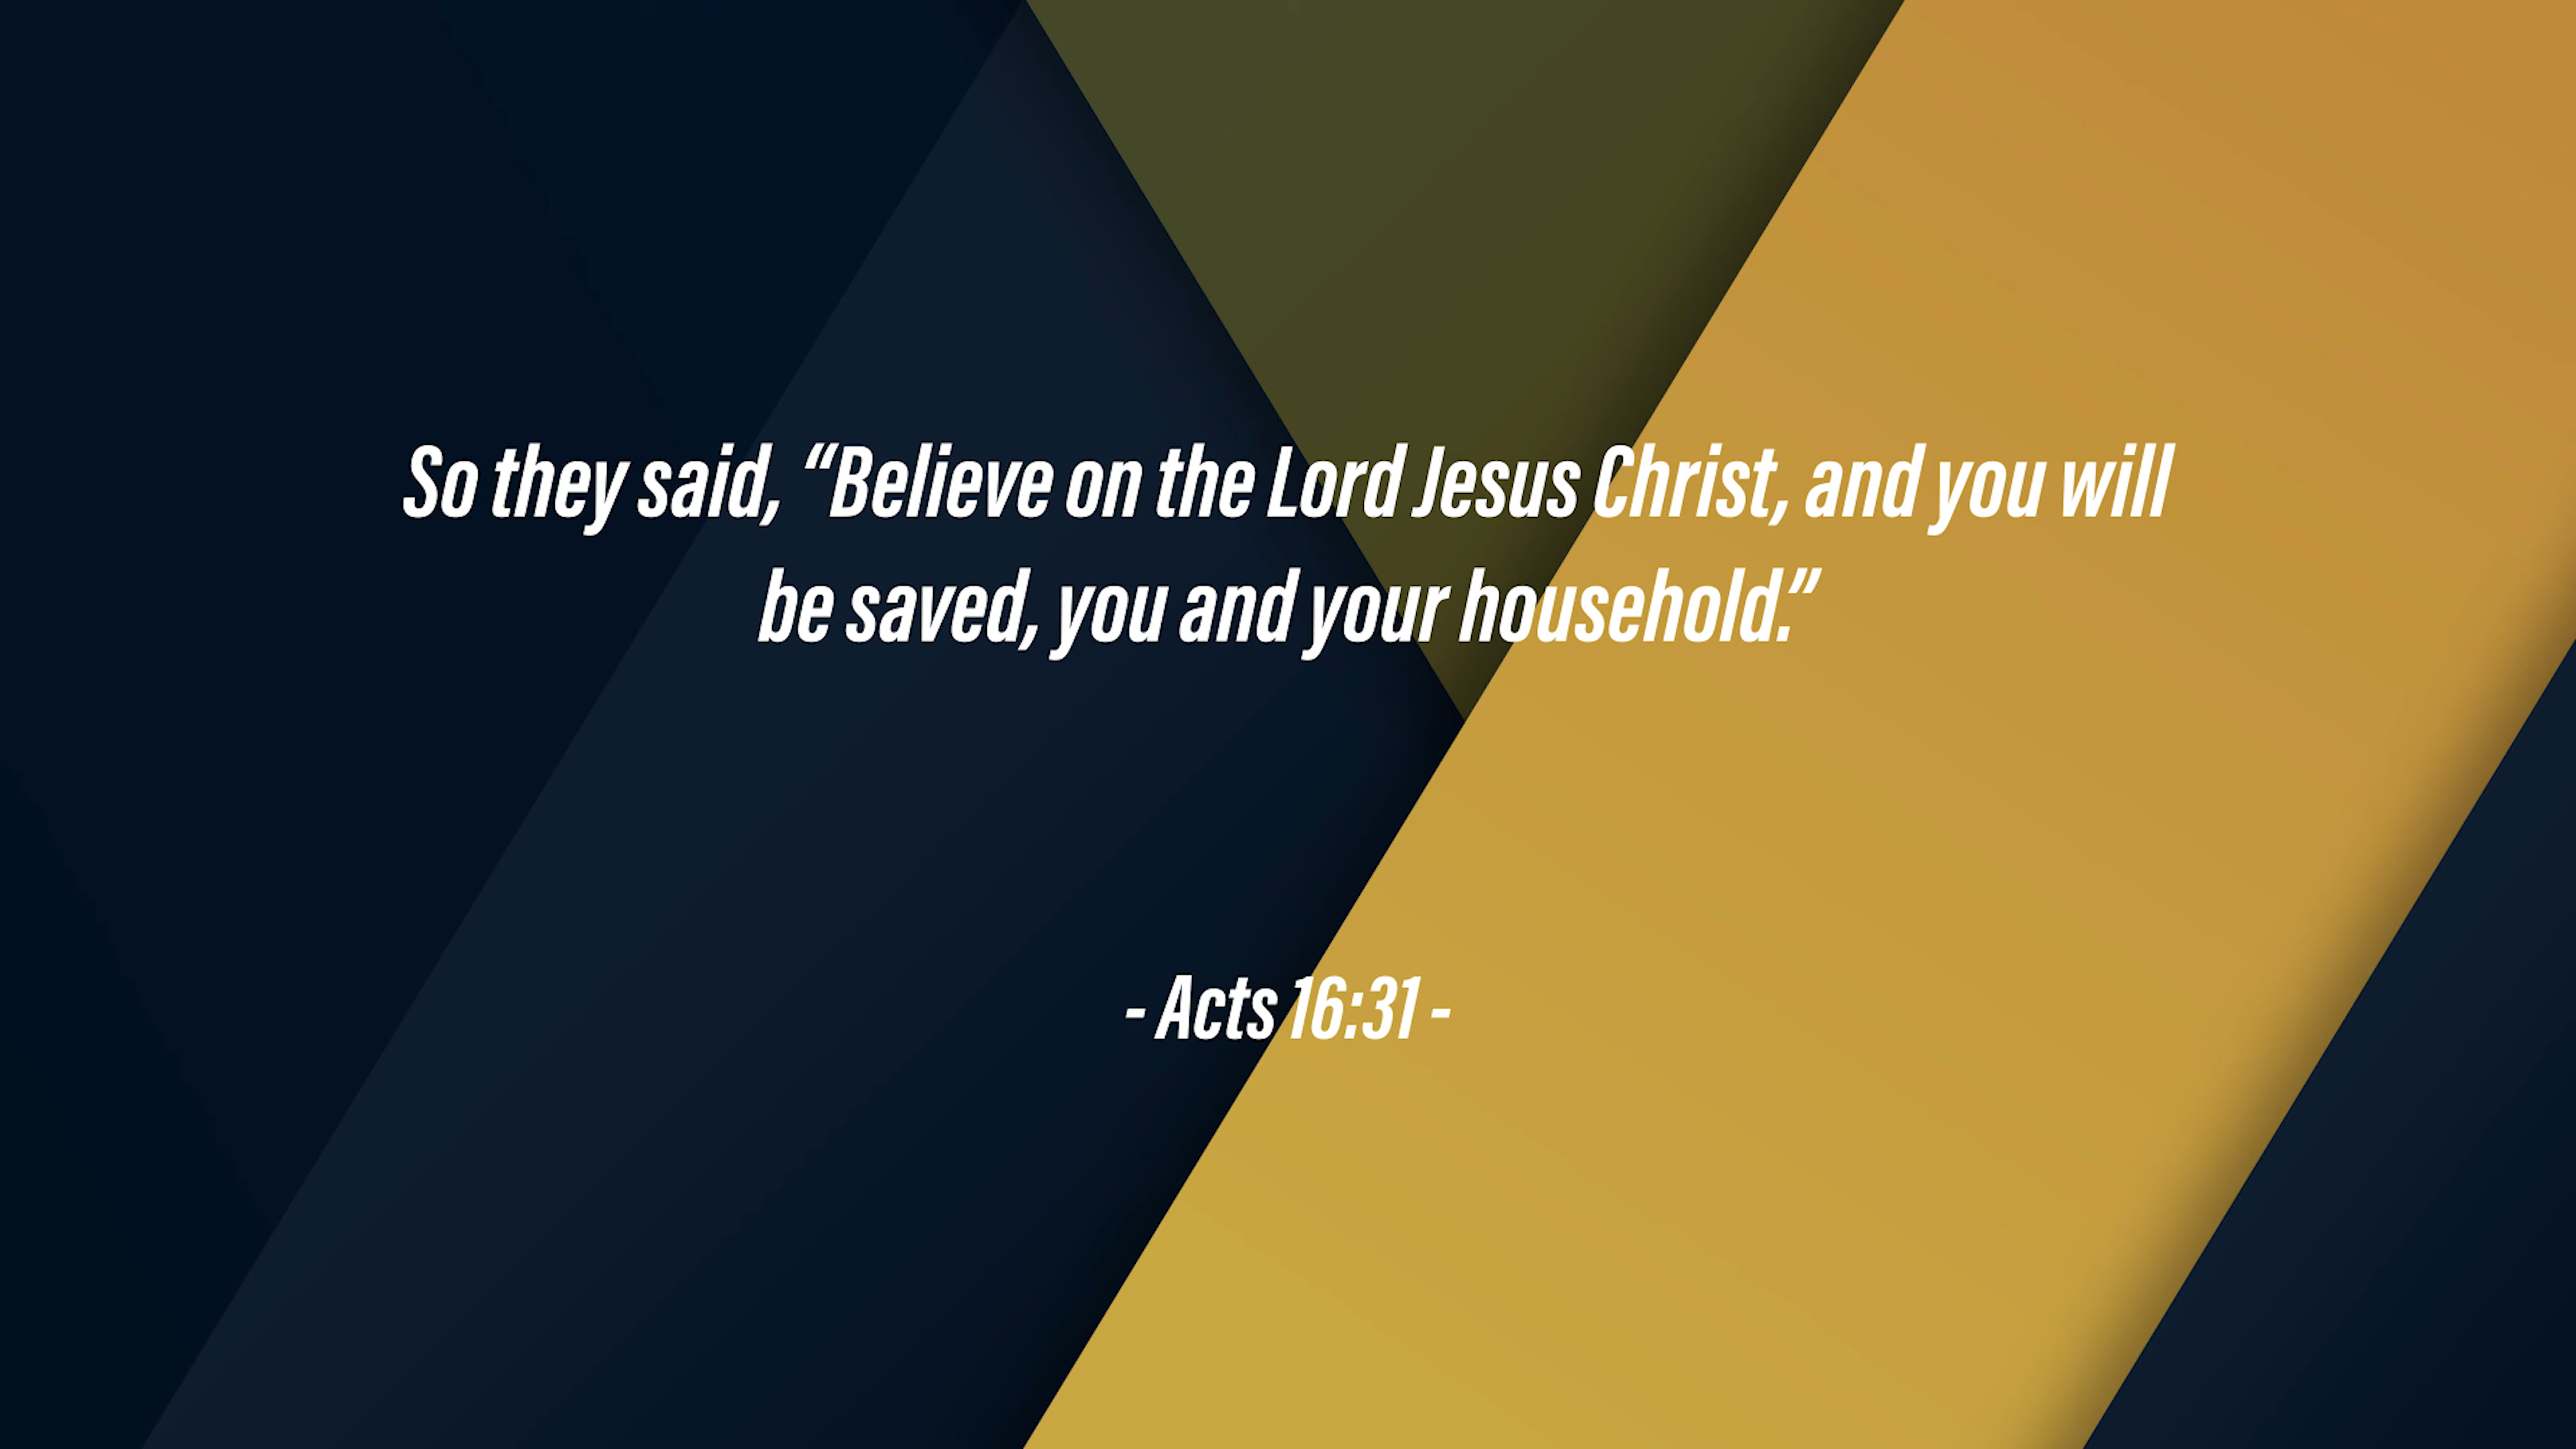 So they said, “Believe on the Lord Jesus Christ, and you will
be saved, you and your household.”
- Acts 16:31 -